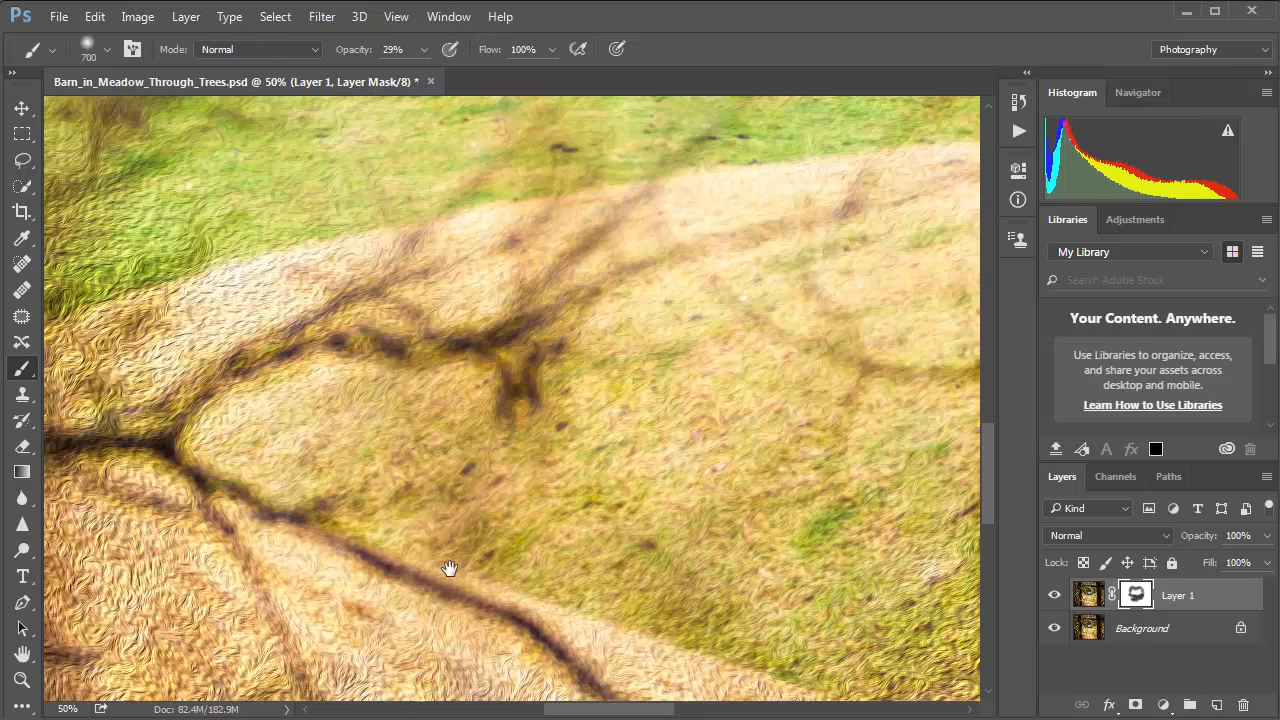 Ps File Edit Image Layer Type Select Filter 3D View Window Help
700 Mode: Normal Opacity: 29% Flow: 100% Photography
Barn_in_Meadow_Through_Trees.psd @ 50% (Layer 1, Layer Mask/8) *
Histogram Navigator
Libraries Adjustments
My Library
Search Adobe Stock
Your Content. Anywhere.
Use Libraries to organize, access,
and share your assets across
desktop and mobile.
Learn How to Use Libraries
Layers Channels Paths
Kind
Normal Opacity: 100%
Lock: Fill: 100%
Layer 1
Background
50% Doc: 82.4M/182.9M